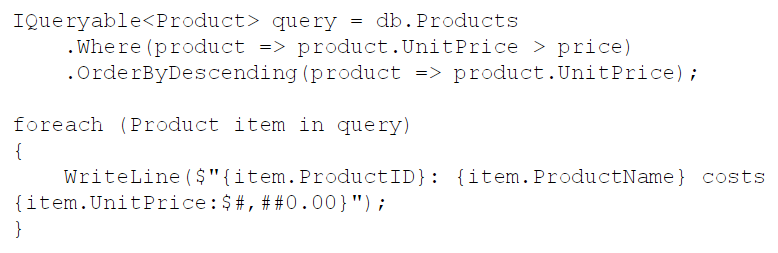 IQueryable<Product> query = db.Products
    .Where(product => product.UnitPrice > price)
    .OrderByDescending(product => product.UnitPrice);

foreach (Product item in query)
{
    WriteLine($"{item.ProductID}: {item.ProductName} costs
{item.UnitPrice:$#,##0.00}");
}